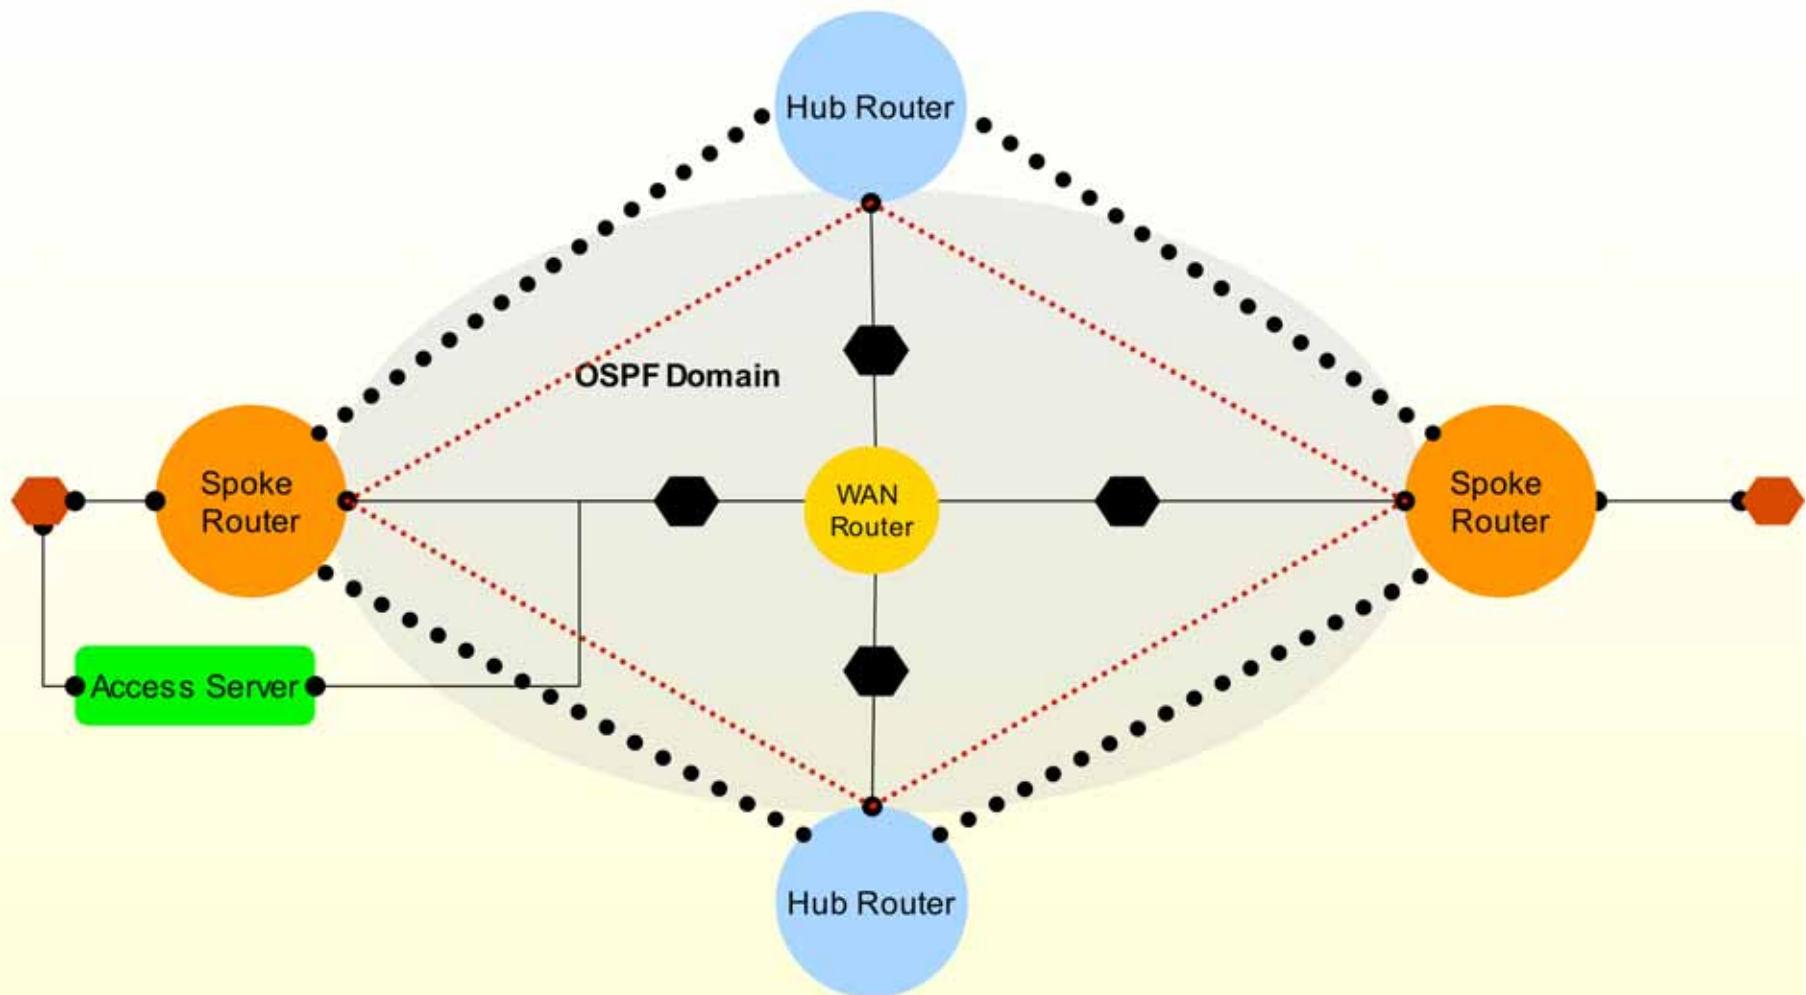 Hub Router
OSPF Domain
Spoke
Router
WAN
Router
Spoke
Router
Access Server
Hub Router